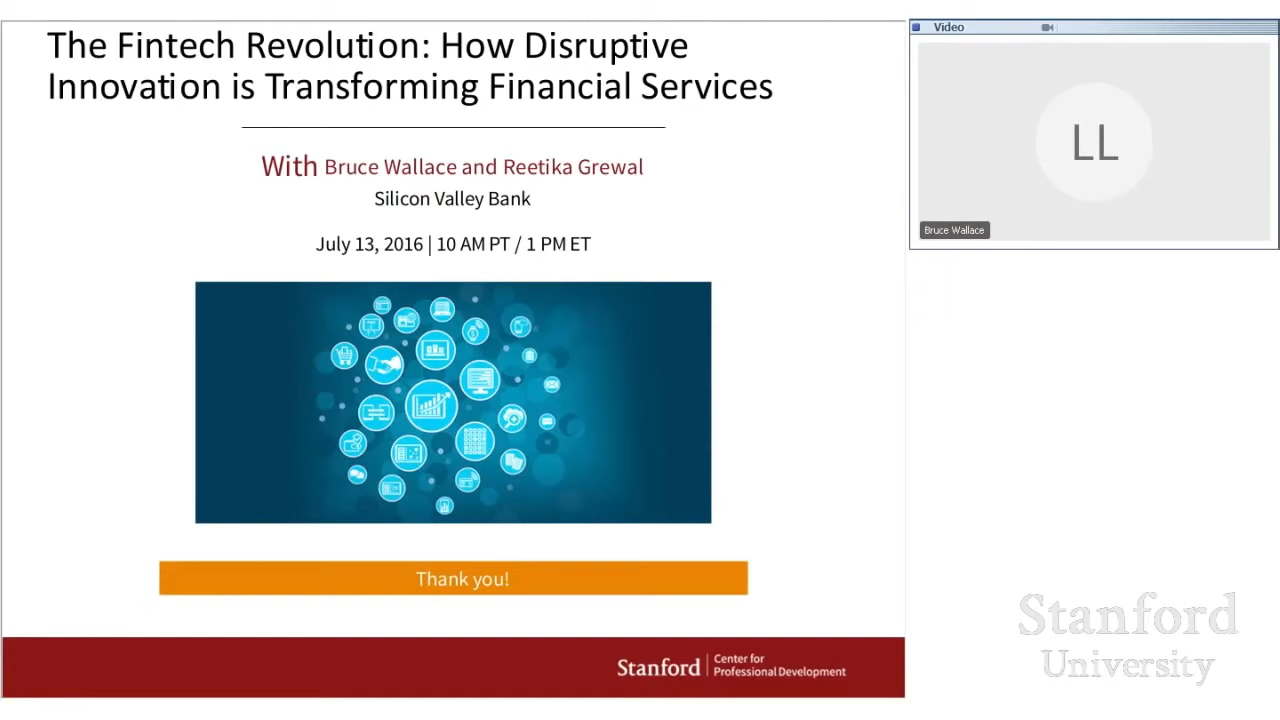 The Fintech Revolution: How Disruptive
Innovation is Transforming Financial Services
With Bruce Wallace and Reetika Grewal
Silicon Valley Bank
July 13, 2016 | 10 AM PT / 1 PM ET
Thank you!
Stanford | Center for
Professional Development
Video
LL
Bruce Wallace
Stanford
University